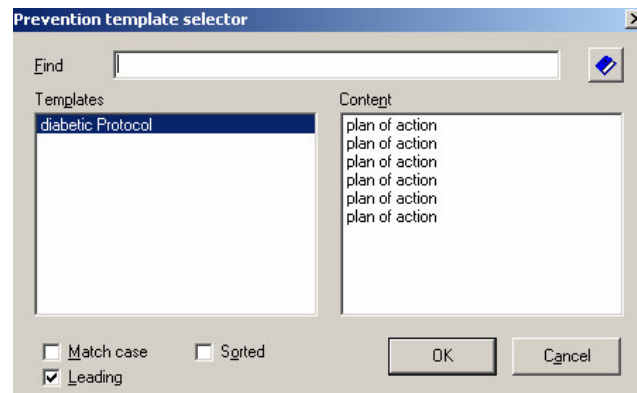 Prevention template selector
Find
Templates
Content
diabetic Protocol
plan of action
plan of action
plan of action
plan of action
plan of action
plan of action
Match case
Sorted
Leading
OK
Cancel